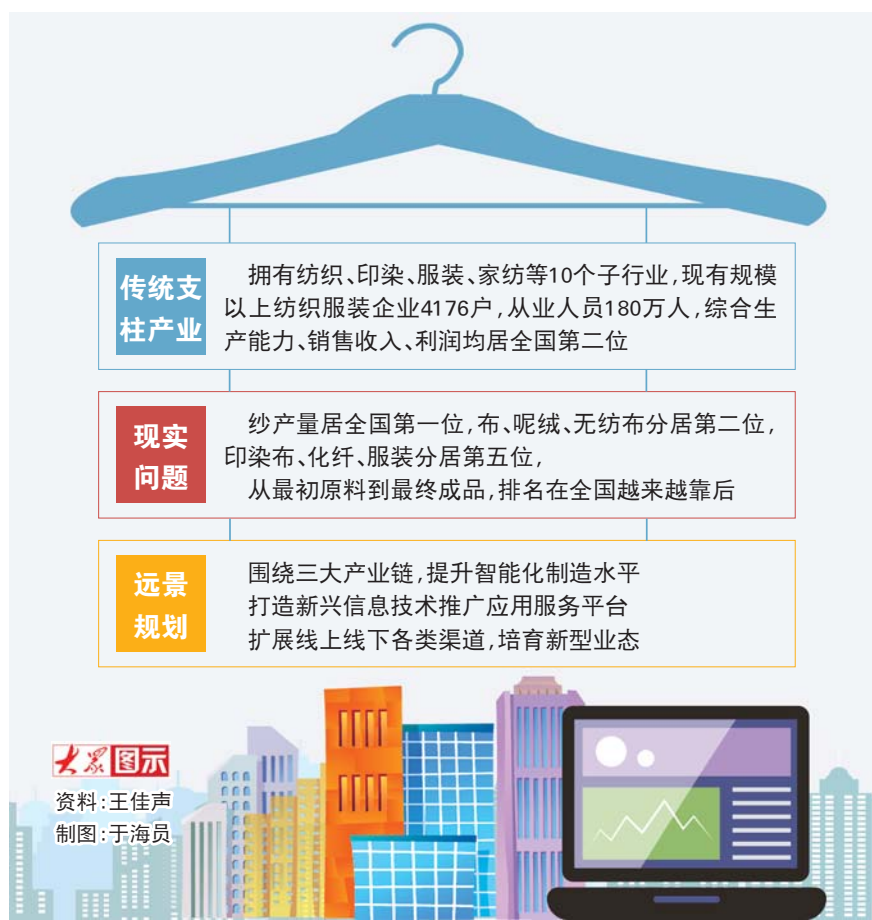 传统支
柱产业
拥有纺织、印染、服装、家纺等10个子行业,现有规模
以上纺织服装企业4176户,从业人员180万人,综合生
产能力、销售收入、利润均居全国第二位
现实
问题
纱产量居全国第一位,布、呢绒、无纺布分居第二位,
印染布、化纤、服装分居第五位,
从最初原料到最终成品,排名在全国越来越靠后
远景
规划
围绕三大产业链,提升智能化制造水平
打造新兴信息技术推广应用服务平台
扩展线上线下各类渠道,培育新型业态
大众图示
资料:王佳声
制图:于海员